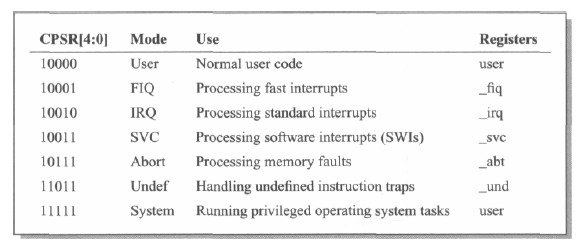 CPSR[4:0] Mode Use Registers
10000 User Normal user code user
10001 FIQ Processing fast interrupts _fiq
10010 IRQ Processing standard interrupts _irq
10011 SVC Processing software interrupts (SWIs) _svc
10111 Abort Processing memory faults _abt
11011 Undef Handling undefined instruction traps _und
11111 System Running privileged operating system tasks user